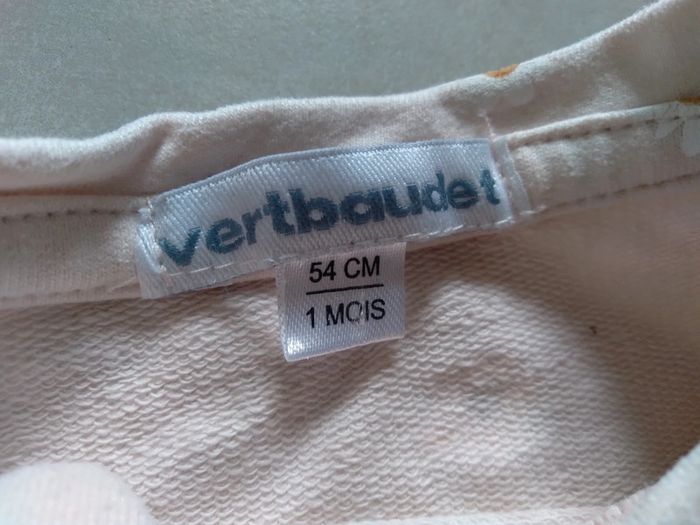 vertbaudet
54 CM
1 MOIS